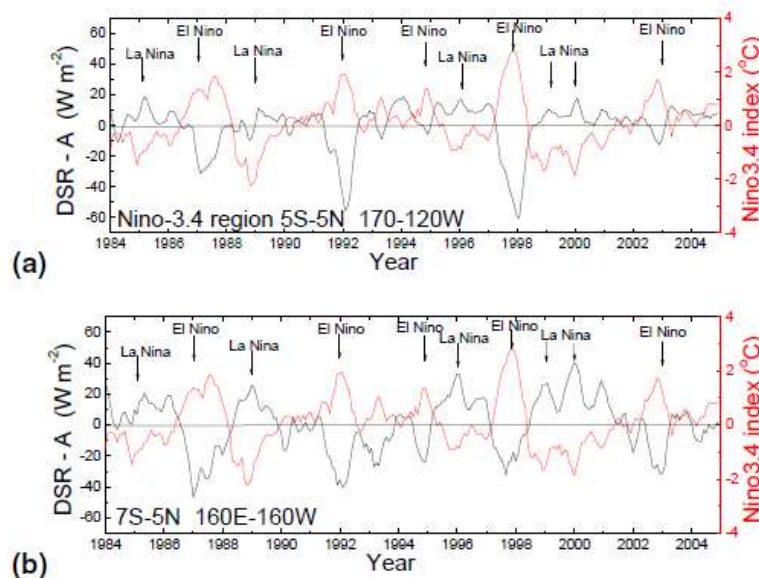 El Nino El Nino El Nino El Nino El Nino
La Nina La Nina La Nina La Nina
60
40
20
0
-20
-40
-60
DSR - A (W m-2)
4
2
0
-2
-4
Nino3.4 index (oC)
Nino-3.4 region 5S-5N 170-120W
1984 1986 1988 1990 1992 1994 1996 1998 2000 2002 2004
Year
(a)
El Nino El Nino El Nino El Nino El Nino
La Nina La Nina La Nina La Nina
60
40
20
0
-20
-40
-60
DSR - A (W m-2)
4
2
0
-2
-4
Nino3.4 index (oC)
7S-5N 160E-160W
1984 1986 1988 1990 1992 1994 1996 1998 2000 2002 2004
Year
(b)